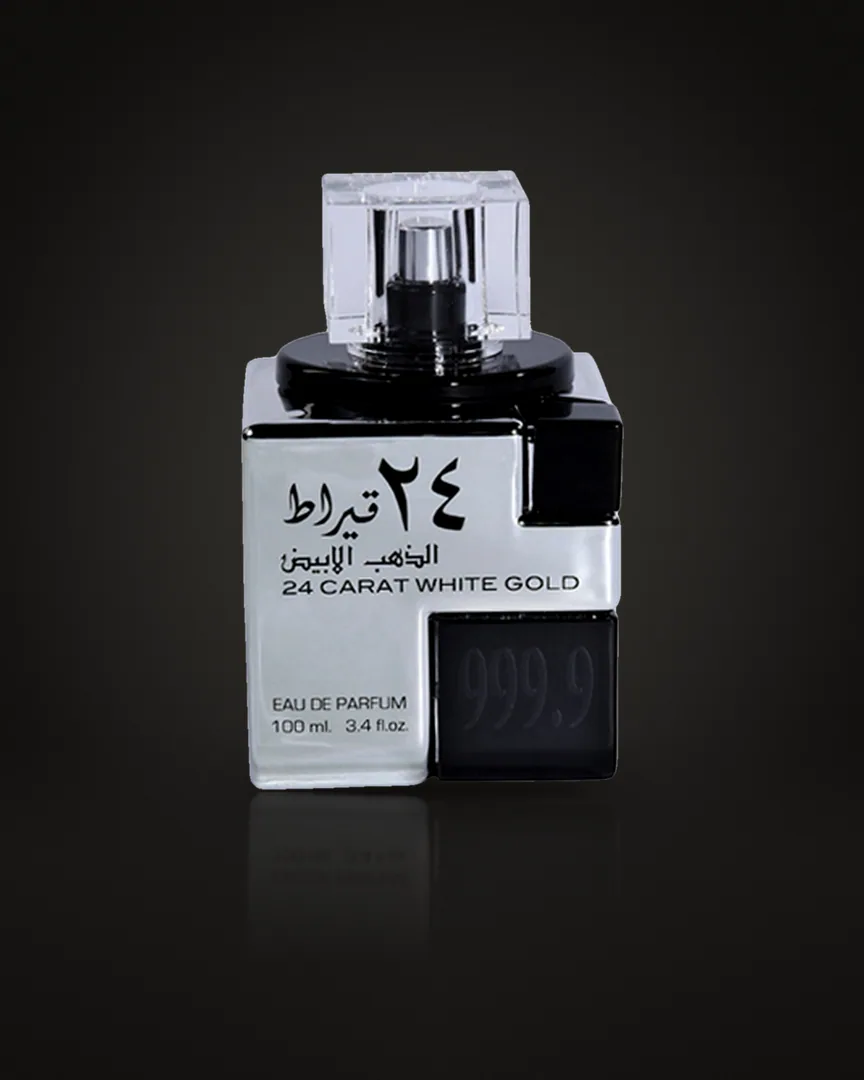 ٢٤ قيراط
الذهب الابيض
24 CARAT WHITE GOLD
999.9
EAU DE PARFUM
100 ml. 3.4 fl.oz.